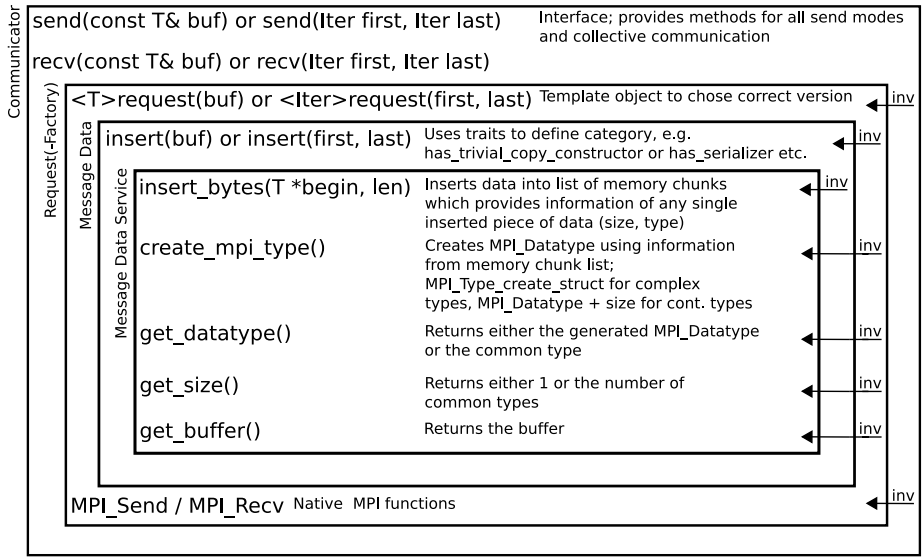 Communicator
send(const T& buf) or send(Iter first, Iter last)
Interface; provides methods for all send modes
and collective communication
recv(const T& buf) or recv(Iter first, Iter last)
Request(-Factory)
<T>request(buf) or <Iter>request(first, last)
Template object to chose correct version
inv
Message Data
insert(buf) or insert(first, last)
Uses traits to define category, e.g.
has_trivial_copy_constructor or has_serializer etc.
inv
Message Data Service
insert_bytes(T *begin, len)
Inserts data into list of memory chunks
which provides information of any single
inserted piece of data (size, type)
inv
create_mpi_type()
Creates MPI_Datatype using information
from memory chunk list;
MPI_Type_create_struct for complex
types, MPI_Datatype + size for cont. types
inv
get_datatype()
Returns either the generated MPI_Datatype
or the common type
inv
get_size()
Returns either 1 or the number of
common types
inv
get_buffer()
Returns the buffer
inv
MPI_Send / MPI_Recv
Native MPI functions
inv